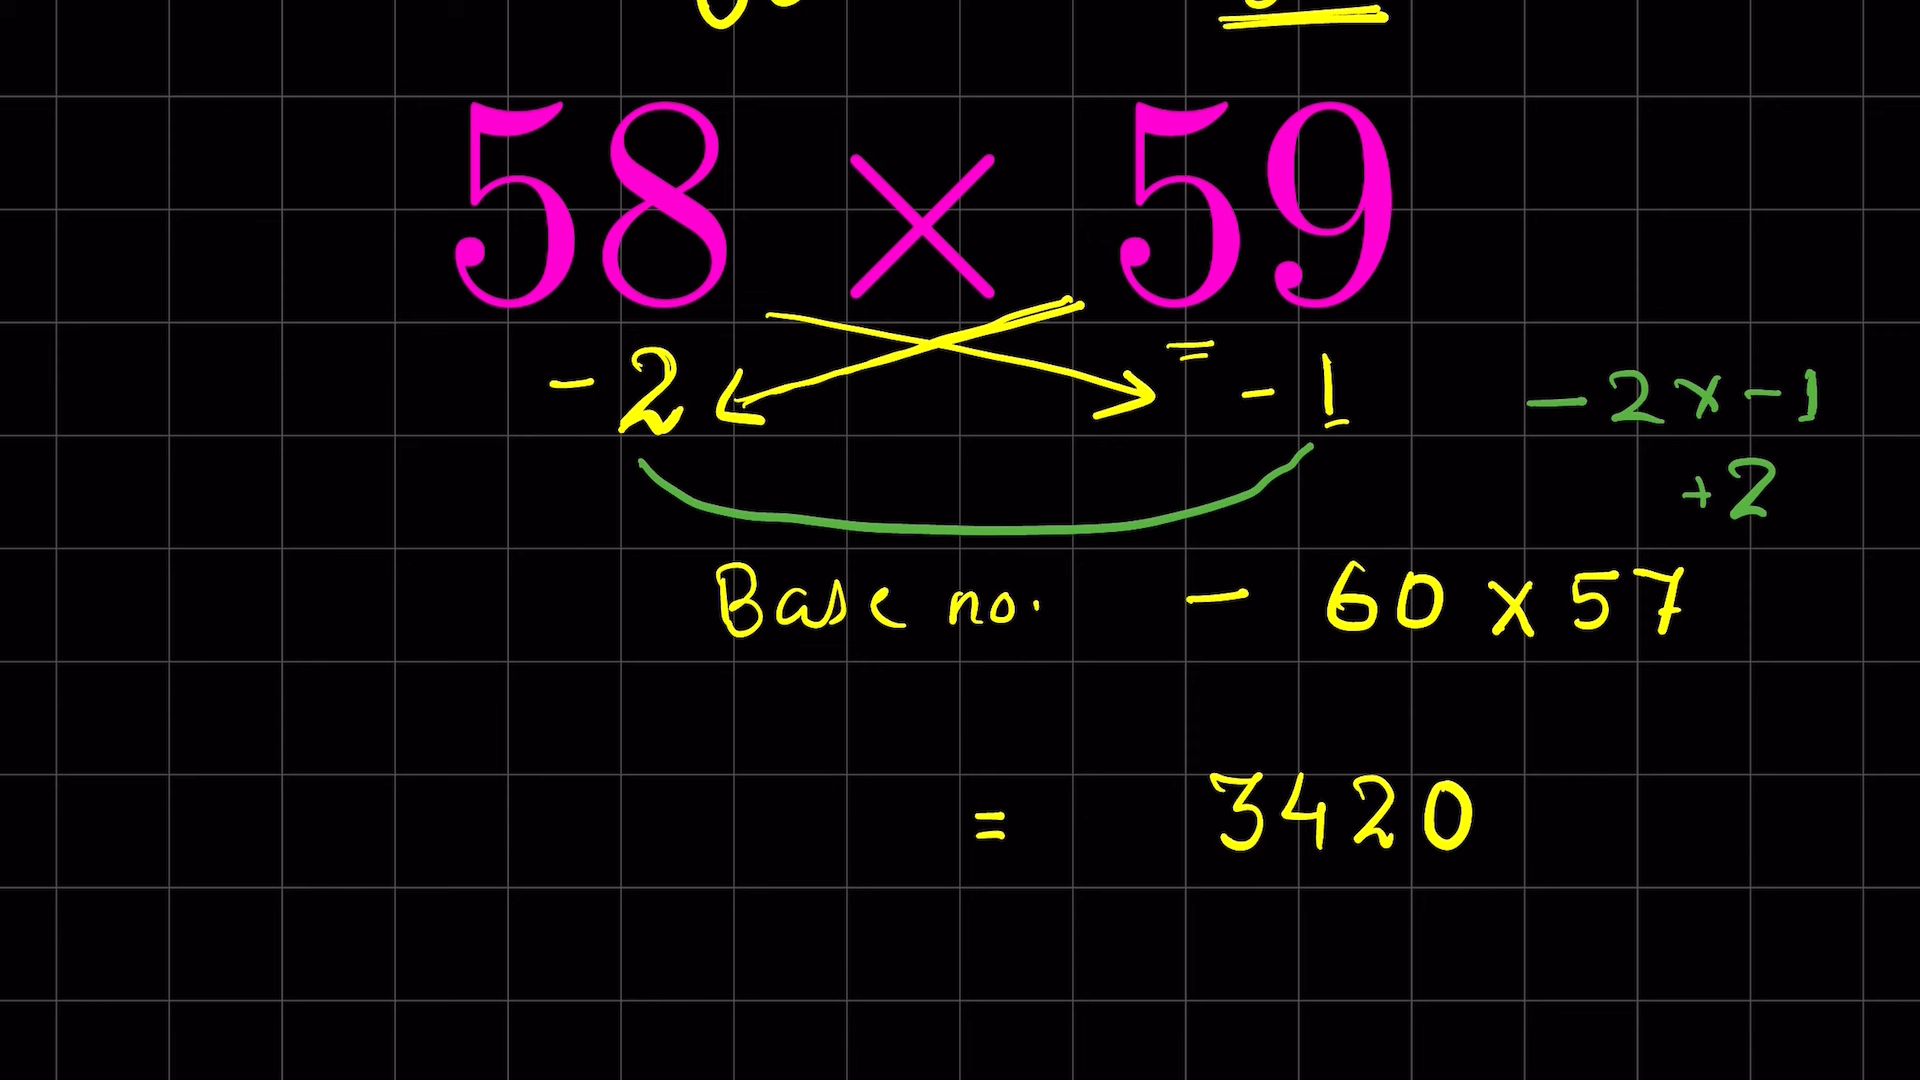 58 × 59
-2 = -1 -2 x -1
+2
Base no. - 60 x 57
= 3420